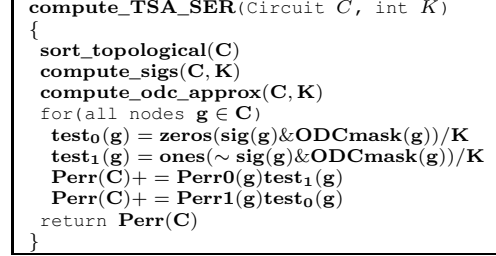 compute_TSA_SER(Circuit C, int K)
{
sort_topological(C)
compute_sigs(C, K)
compute_odc_approx(C, K)
for(all nodes g ∈ C)
test₀(g) = zeros(sig(g)&ODCmask(g))/K
test₁(g) = ones(∼ sig(g)&ODCmask(g))/K
Perr(C)+ = Perr0(g)test₁(g)
Perr(C)+ = Perr1(g)test₀(g)
return Perr(C)
}